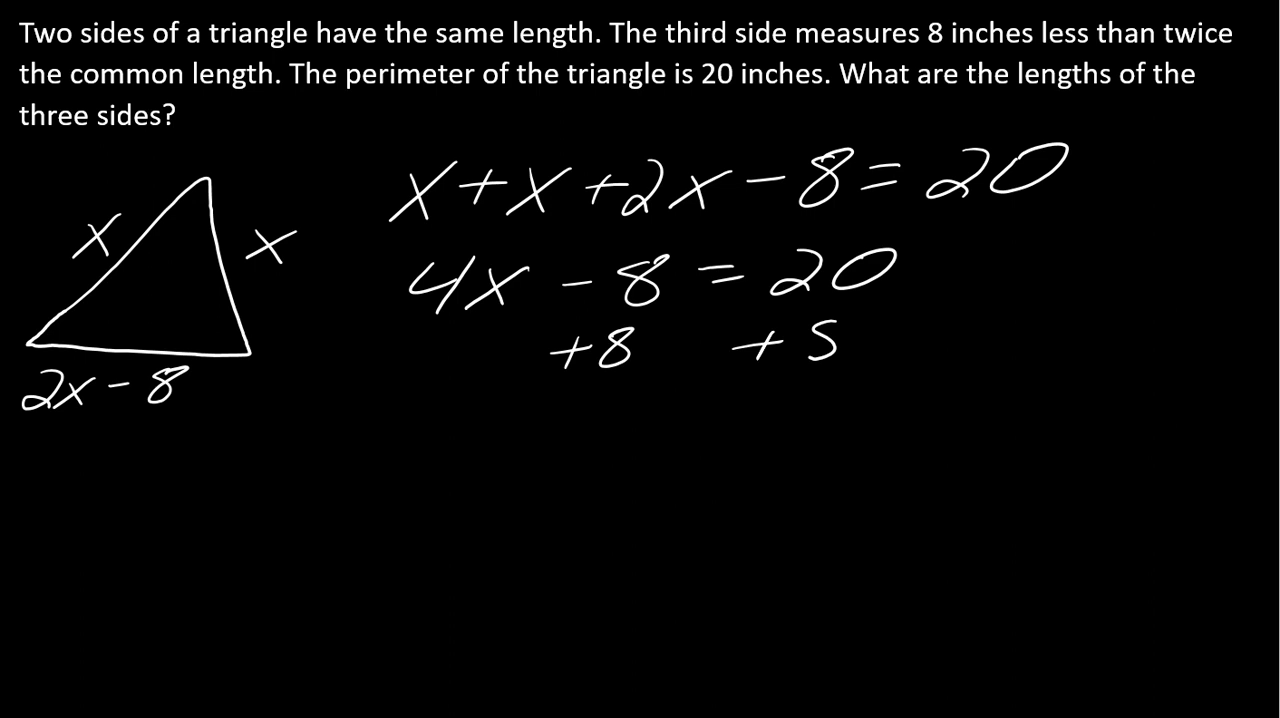 Two sides of a triangle have the same length. The third side measures 8 inches less than twice
the common length. The perimeter of the triangle is 20 inches. What are the lengths of the
three sides?
x + x + 2x - 8 = 20
x x
4x - 8 = 20
+8 +5
2x - 8